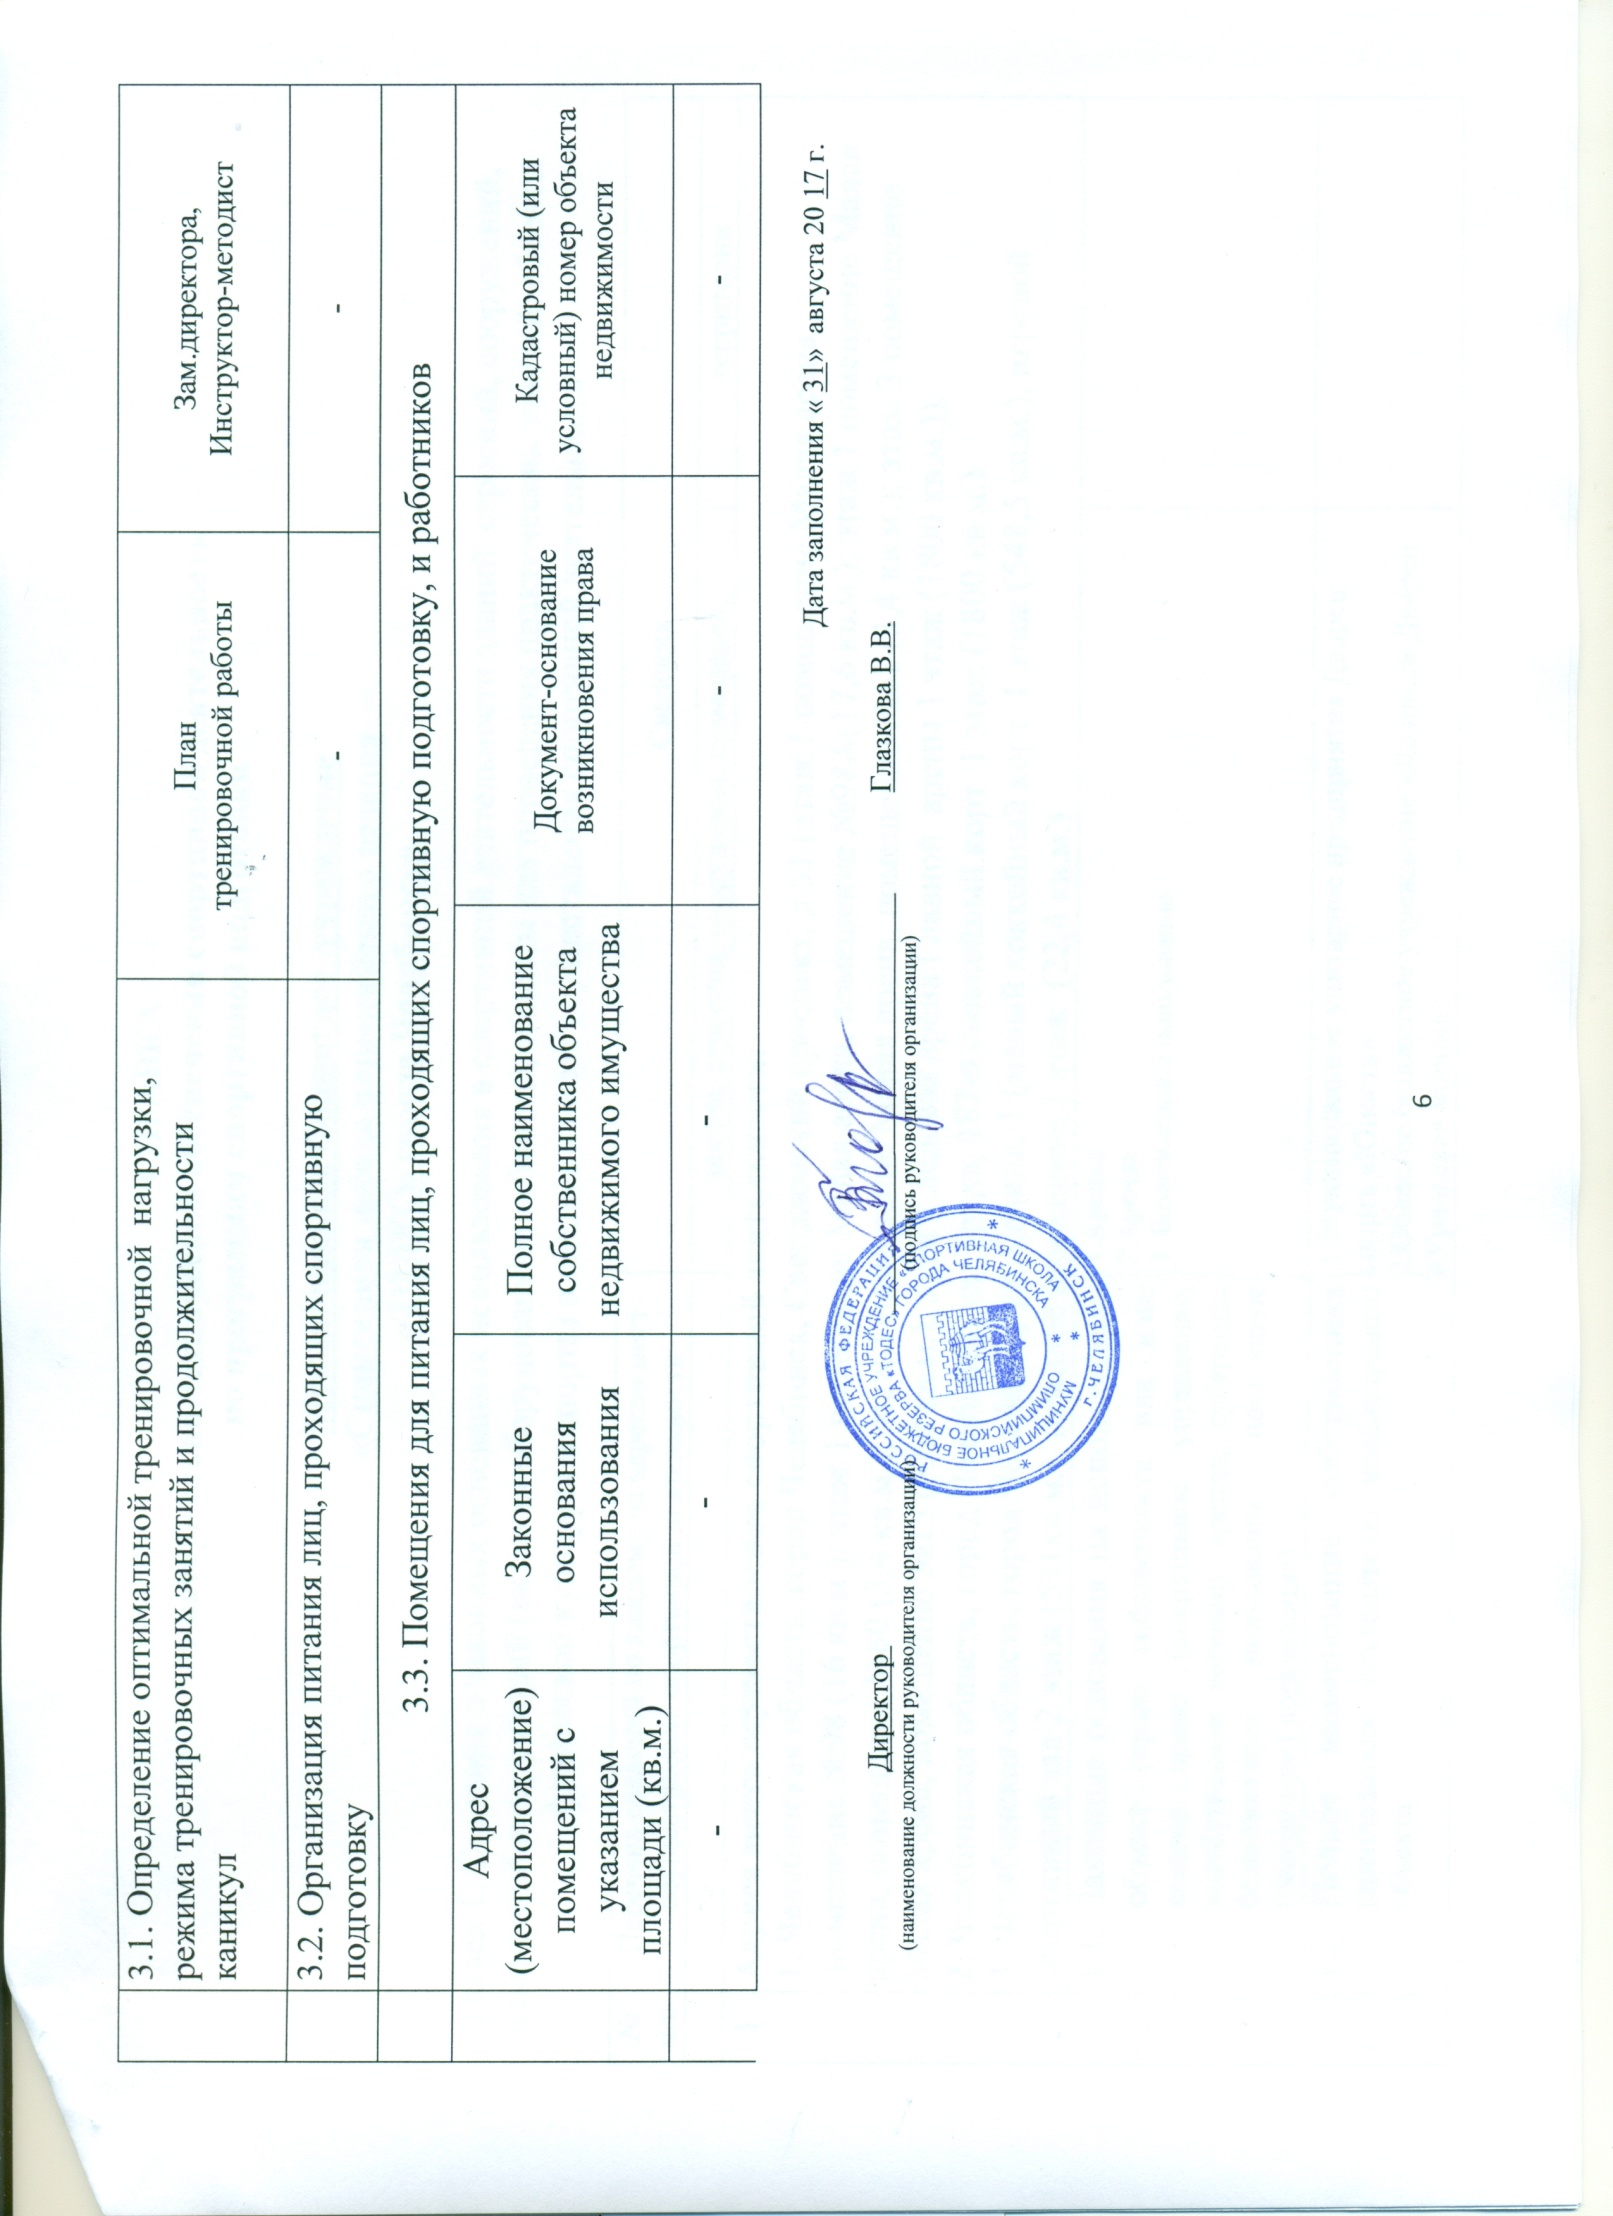 3.1. Определение оптимальной тренировочной нагрузки,
режима тренировочных занятий и продолжительности
каникул
План
тренировочной работы
Зам.директора,
Инструктор-методист
3.2. Организация питания лиц, проходящих спортивную
подготовку
-
-
3.3. Помещения для питания лиц, проходящих спортивную подготовку, и работников
Адрес
(местоположение)
помещений с
указанием
площади (кв.м.)
Законные
основания
использования
Полное наименование
собственника объекта
недвижимого имущества
Документ-основание
возникновения права
Кадастровый (или
условный) номер объекта
недвижимости
-
-
-
-
-
Дата заполнения « 31» августа 20 17 г.
Директор
Глазкова В.В.
(наименование должности руководителя организации)
(подпись руководителя организации)
РОССИЙСКАЯ ФЕДЕРАЦИЯ
* Г.ЧЕЛЯБИНСК *
МУНИЦИПАЛЬНОЕ БЮДЖЕТНОЕ УЧРЕЖДЕНИЕ «СПОРТИВНАЯ ШКОЛА *
ОЛИМПИЙСКОГО РЕЗЕРВА «ТОДЕС» ГОРОДА ЧЕЛЯБИНСКА *
6